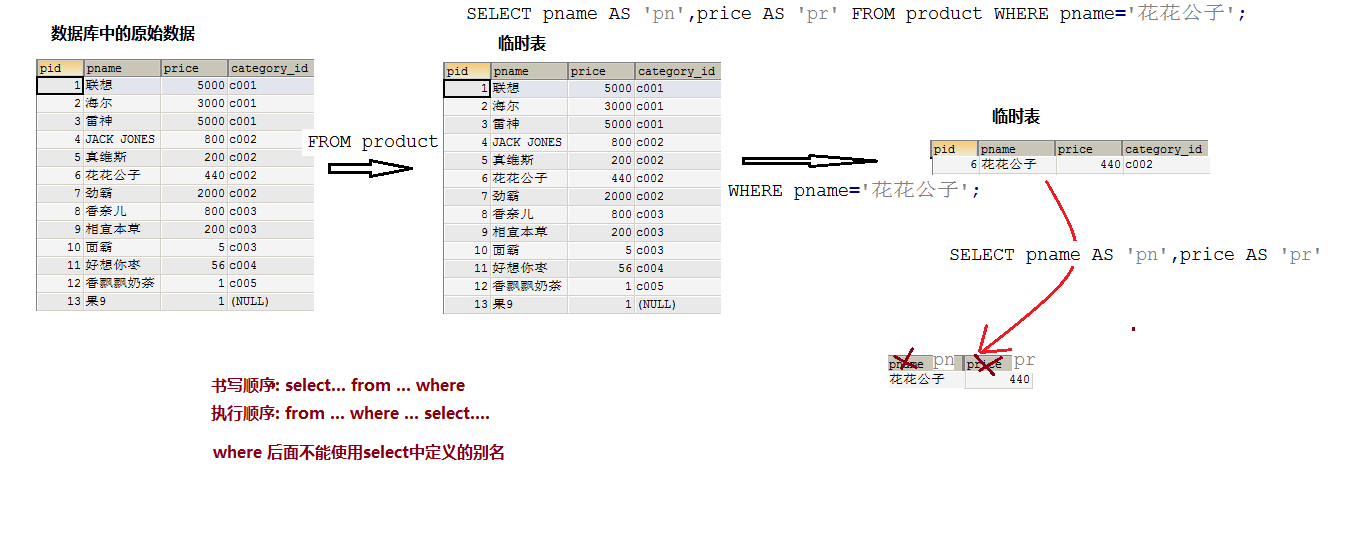 SELECT pname AS 'pn',price AS 'pr' FROM product WHERE pname='花花公子';
数据库中的原始数据
pid pname price category_id
1 联想 5000 c001
2 海尔 3000 c001
3 雷神 5000 c001
4 JACK JONES 800 c002
5 真维斯 200 c002
6 花花公子 440 c002
7 劲霸 2000 c002
8 香奈儿 800 c003
9 相宜本草 200 c003
10 面霸 5 c003
11 好想你枣 56 c004
12 香飘飘奶茶 1 c005
13 果9 1 (NULL)
FROM product
临时表
pid pname price category_id
1 联想 5000 c001
2 海尔 3000 c001
3 雷神 5000 c001
4 JACK JONES 800 c002
5 真维斯 200 c002
6 花花公子 440 c002
7 劲霸 2000 c002
8 香奈儿 800 c003
9 相宜本草 200 c003
10 面霸 5 c003
11 好想你枣 56 c004
12 香飘飘奶茶 1 c005
13 果9 1 (NULL)
WHERE pname='花花公子';
临时表
pid pname price category_id
6 花花公子 440 c002
SELECT pname AS 'pn',price AS 'pr'
pname pn price pr
花花公子 440
书写顺序: select... from ... where
执行顺序: from ... where ... select....
where 后面不能使用select中定义的别名